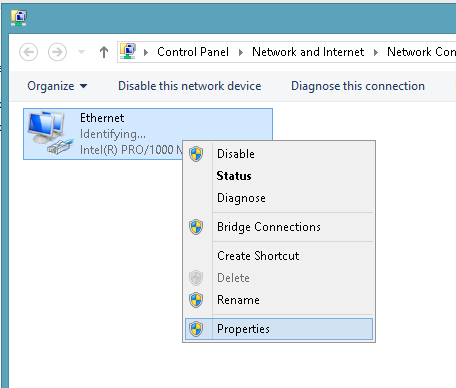 Control Panel Network and Internet Network Con
Organize Disable this network device Diagnose this connection
Ethernet
Identifying...
Intel(R) PRO/1000
Disable
Status
Diagnose
Bridge Connections
Create Shortcut
Delete
Rename
Properties